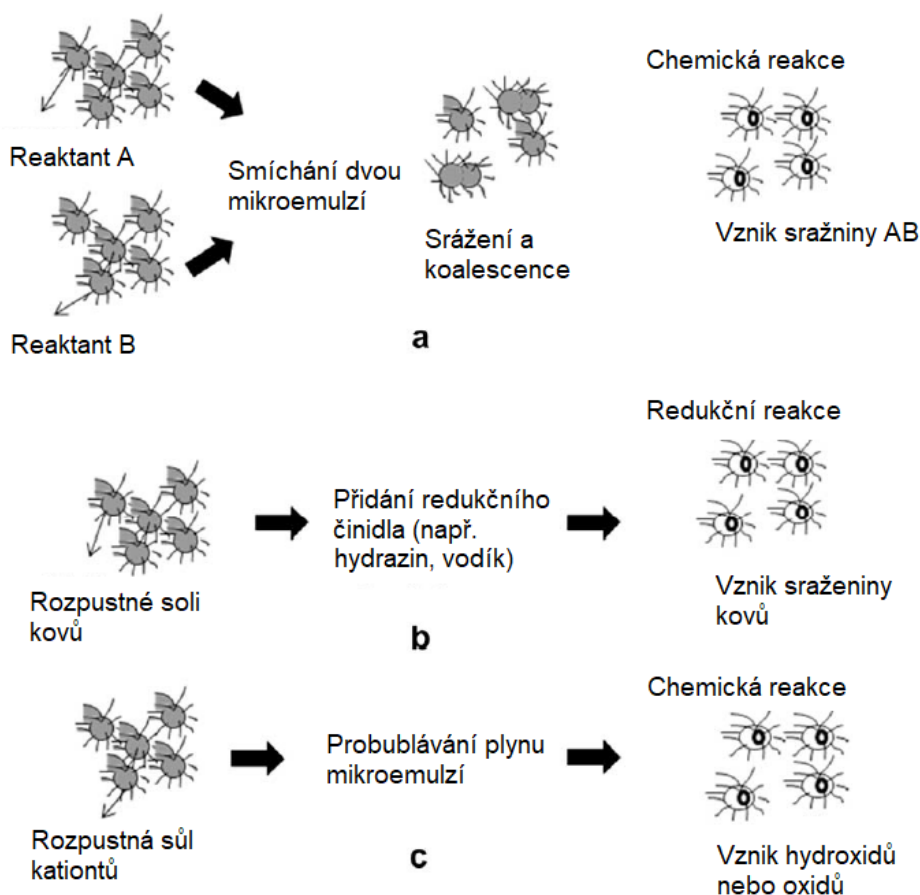 Reaktant A
Smíchání dvou
mikroemulzí
Reaktant B
Srážení a
koalescence
Chemická reakce
Vznik sražniny AB
a
Rozpustné soli
kovů
Přidání redukčního
činidla (např.
hydrazin, vodík)
Redukční reakce
Vznik sraženiny
kovů
b
Rozpustná sůl
kationtů
Probublávání plynu
mikroemulzí
Chemická reakce
Vznik hydroxidů
nebo oxidů
c